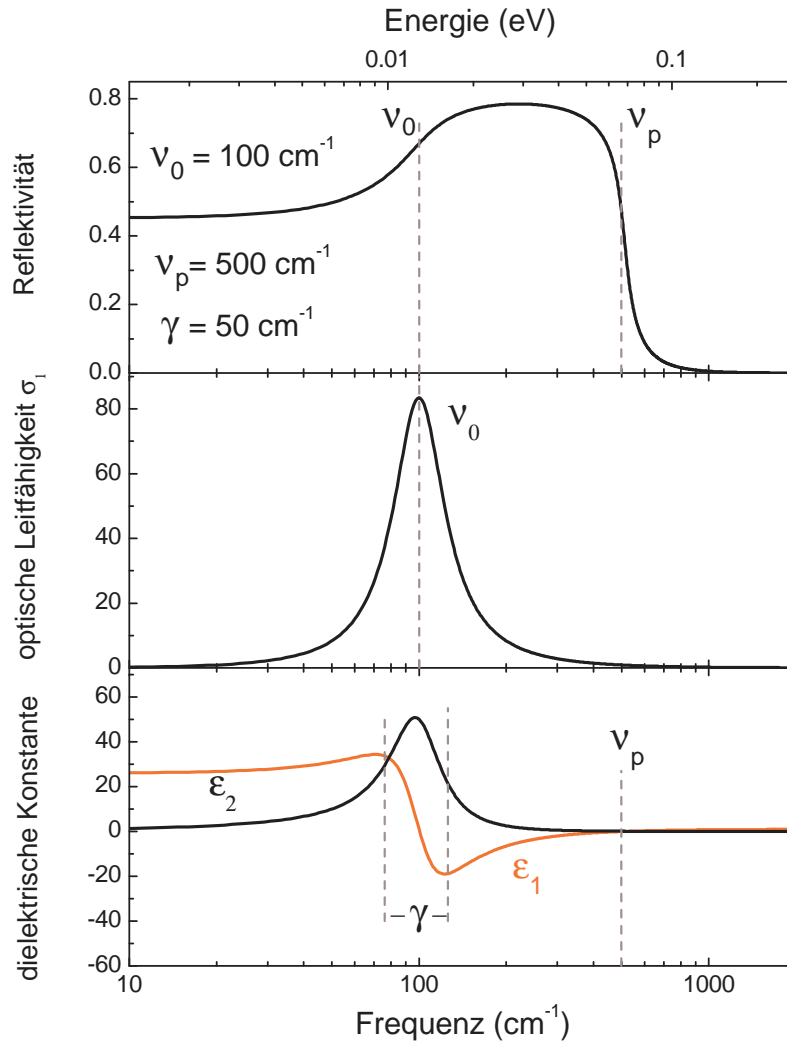 Energie (eV)
0.01 0.1
Reflektivität
0.8
0.6
0.4
0.2
0.0
ν₀
νₚ
ν₀ = 100 cm⁻¹
νₚ= 500 cm⁻¹
γ = 50 cm⁻¹
optische Leitfähigkeit σ₁
80
60
40
20
0
ν₀
dielektrische Konstante
60
40
20
0
-20
-40
-60
ε₂
ε₁
νₚ
γ
10 100 1000
Frequenz (cm⁻¹)